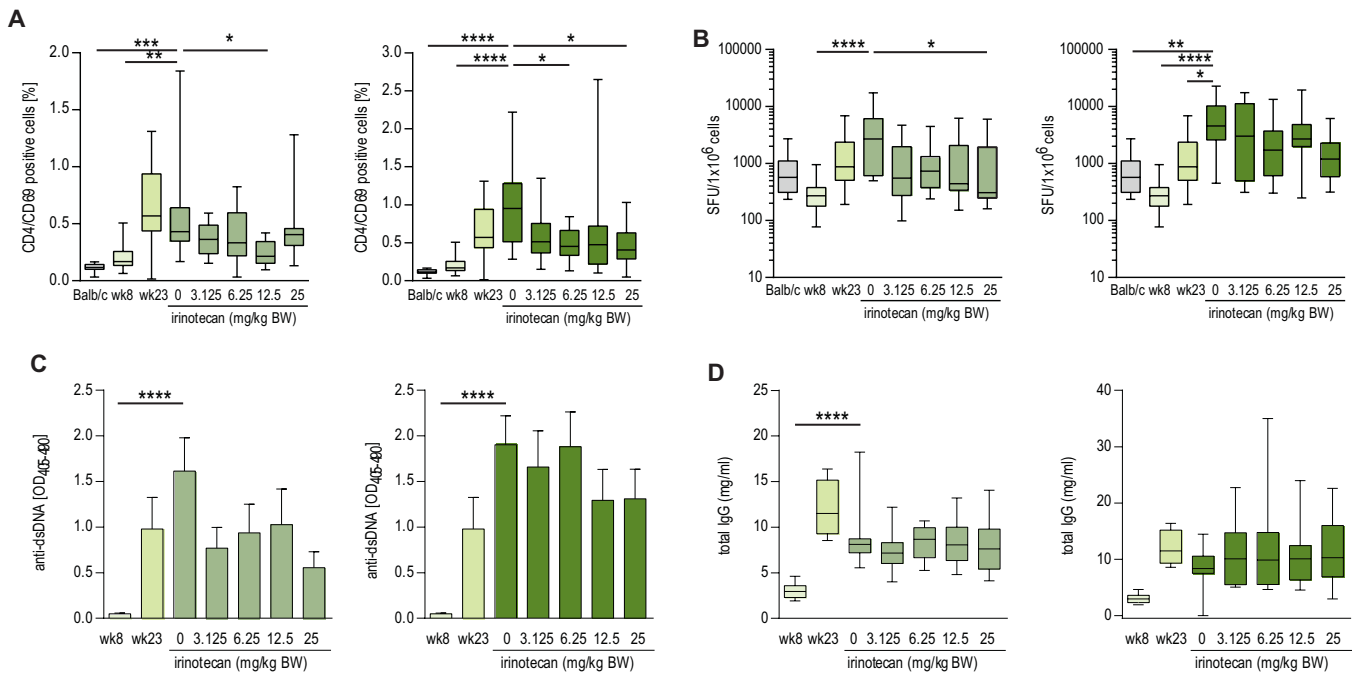 A
CD4/CD69 positive cells [%]
2.0
1.5
1.0
0.5
0.0
***
**
*
Balb/c wk8 wk23 0 3.125 6.25 12.5 25
irinotecan (mg/kg BW)
CD4/CD69 positive cells [%]
3.0
2.5
2.0
1.5
1.0
0.5
0.0
****
*
****
*
Balb/c wk8 wk23 0 3.125 6.25 12.5 25
irinotecan (mg/kg BW)
B
SFU/1x10⁶ cells
100000
10000
1000
100
10
****
*
Balb/c wk8 wk23 0 3.125 6.25 12.5 25
irinotecan (mg/kg BW)
SFU/1x10⁶ cells
100000
10000
1000
100
10
**
****
*
Balb/c wk8 wk23 0 3.125 6.25 12.5 25
irinotecan (mg/kg BW)
C
anti-dsDNA [OD405-490]
2.5
2.0
1.5
1.0
0.5
0.0
****
wk8 wk23 0 3.125 6.25 12.5 25
irinotecan (mg/kg BW)
anti-dsDNA [OD405-490]
2.5
2.0
1.5
1.0
0.5
0.0
****
wk8 wk23 0 3.125 6.25 12.5 25
irinotecan (mg/kg BW)
D
total IgG (mg/ml)
25
20
15
10
5
0
****
wk8 wk23 0 3.125 6.25 12.5 25
irinotecan (mg/kg BW)
total IgG (mg/ml)
40
30
20
10
0
wk8 wk23 0 3.125 6.25 12.5 25
irinotecan (mg/kg BW)